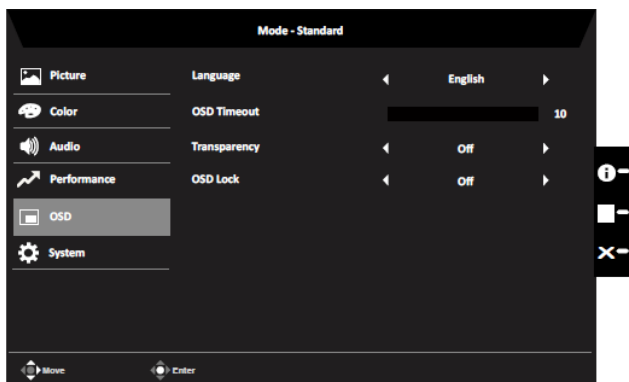 Mode - Standard
Picture
Language
English
Color
OSD Timeout
10
Audio
Transparency
Off
Performance
OSD Lock
Off
OSD
System
Move
Enter